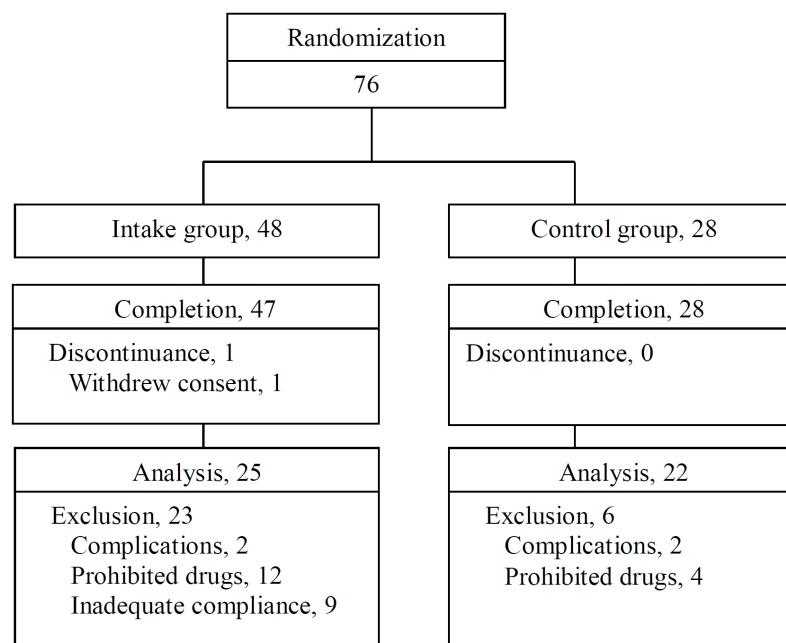 Randomization
76
Intake group, 48
Control group, 28
Completion, 47
Discontinuance, 1
Withdrew consent, 1
Completion, 28
Discontinuance, 0
Analysis, 25
Exclusion, 23
Complications, 2
Prohibited drugs, 12
Inadequate compliance, 9
Analysis, 22
Exclusion, 6
Complications, 2
Prohibited drugs, 4